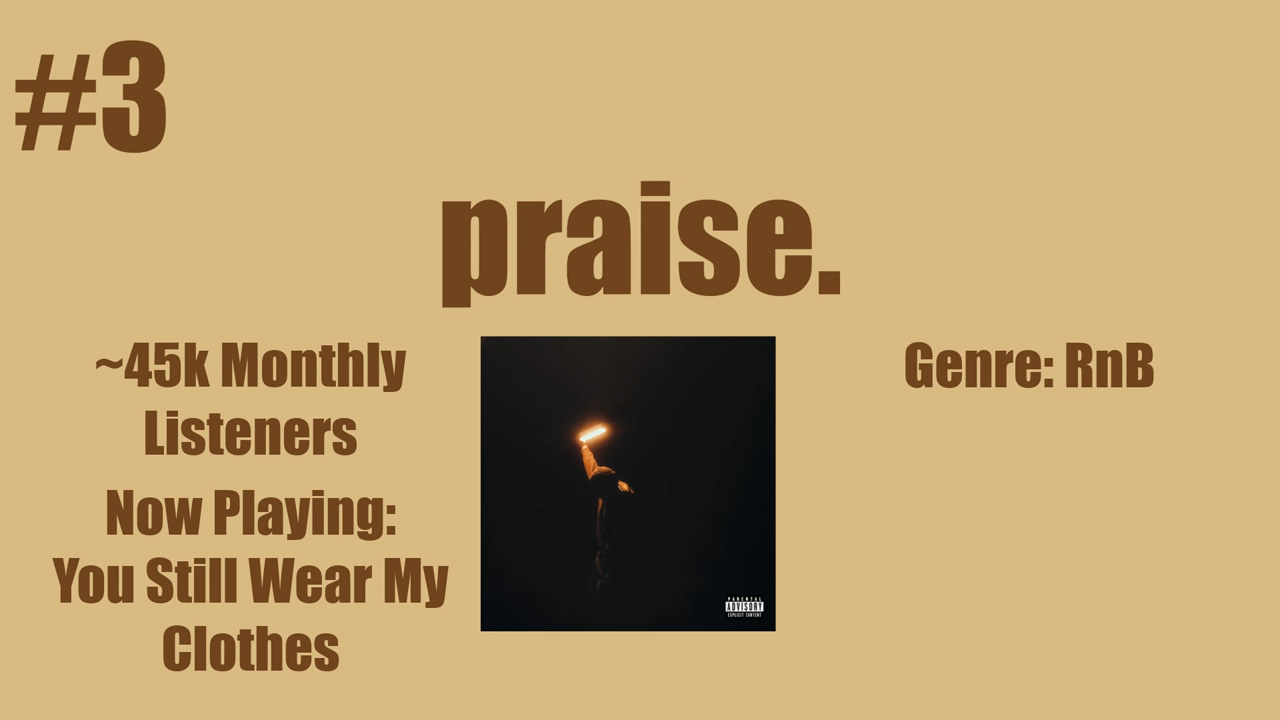 #3
praise.
~45k Monthly
Listeners
Now Playing:
You Still Wear My
Clothes
Genre: RnB
PARENTAL
ADVISORY
EXPLICIT CONTENT